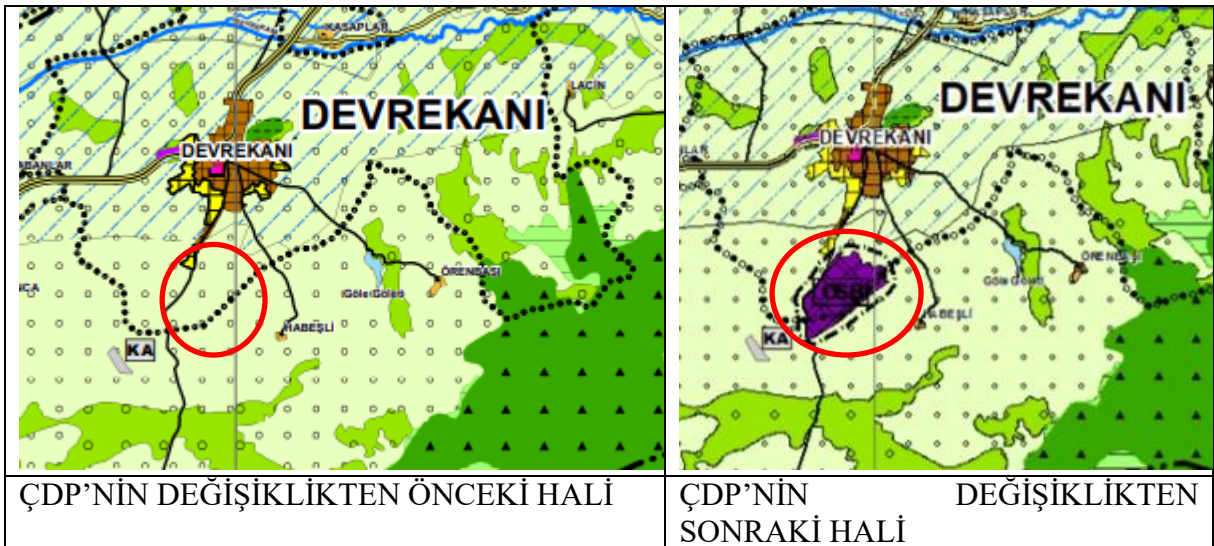 KASAPLAR
LAÇİN
DEVREKANI
DEVREKANI
ÖRENBAŞI
Göle Göleti
HABEŞLİ
KA
DEVREKANI
DEVREKANI
ÖRENBAŞI
Göle Göleti
OSB
KA
ÇDP’NİN DEĞİŞİKLİKTEN ÖNCEKİ HALİ
ÇDP’NİN DEĞİŞİKLİKTEN
SONRAKİ HALİ